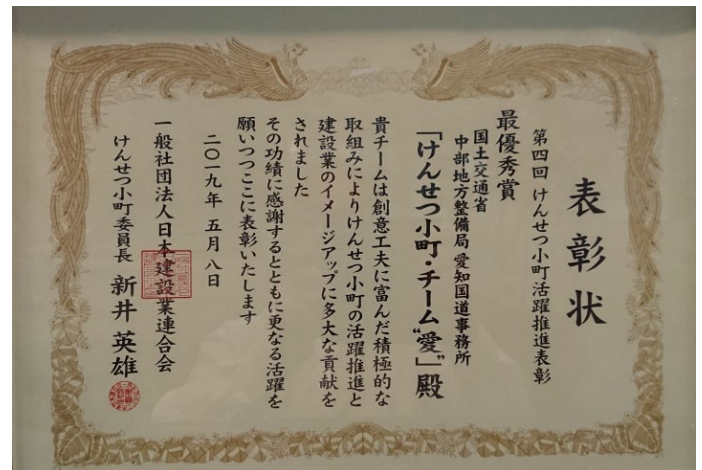 表彰状
第四回 けんせつ小町活躍推進表彰
最優秀賞
国土交通省
中部地方整備局 愛知国道事務所
「けんせつ小町・チーム“愛”」殿
貴チームは創意工夫に富んだ積極的な
取組みによりけんせつ小町の活躍推進と
建設業のイメージアップに多大な貢献を
されました
その功績に感謝するとともに更なる活躍を
願いつつここに表彰いたします
二〇一九年 五月八日
一般社団法人日本建設業連合会
けんせつ小町委員長 新井 英雄